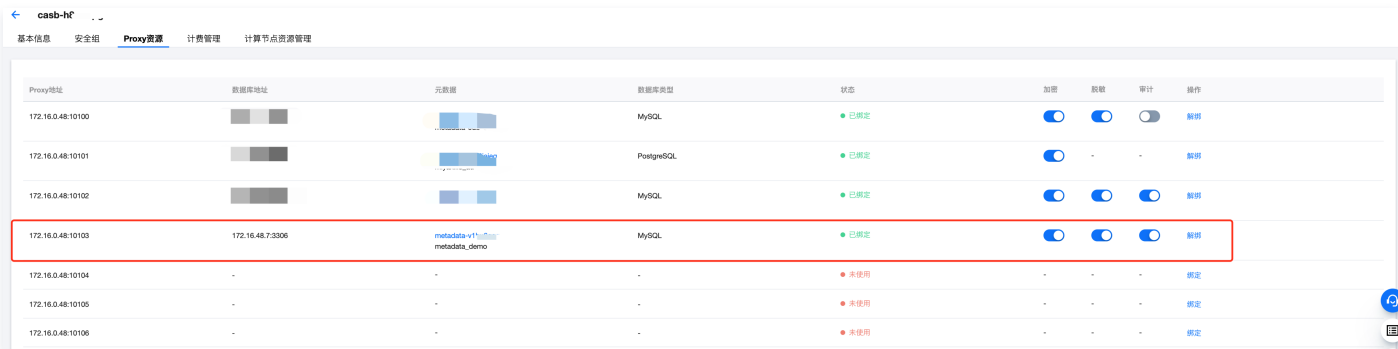 casb-h
基本信息 安全组 Proxy资源 计费管理 计算节点资源管理
Proxy地址 数据库地址 元数据 数据库类型 状态 加密 脱敏 审计 操作
172.16.0.48:10100 MySQL 已绑定 解绑
172.16.0.48:10101 PostgreSQL 已绑定 - - 解绑
172.16.0.48:10102 MySQL 已绑定 解绑
172.16.0.48:10103 172.16.48.7:3306 metadata-v1 MySQL 已绑定 解绑
metadata_demo
172.16.0.48:10104 - - - 未使用 - - - 绑定
172.16.0.48:10105 - - - 未使用 - - - 绑定
172.16.0.48:10106 - - - 未使用 - - - 绑定